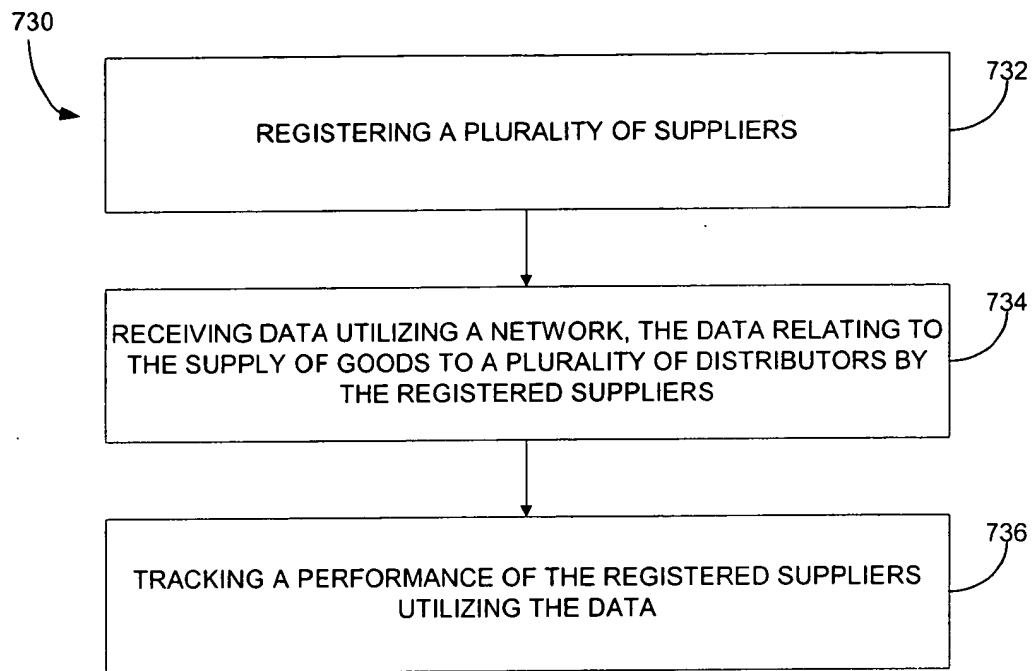 730
732
REGISTERING A PLURALITY OF SUPPLIERS
734
RECEIVING DATA UTILIZING A NETWORK, THE DATA RELATING TO
THE SUPPLY OF GOODS TO A PLURALITY OF DISTRIBUTORS BY
THE REGISTERED SUPPLIERS
736
TRACKING A PERFORMANCE OF THE REGISTERED SUPPLIERS
UTILIZING THE DATA